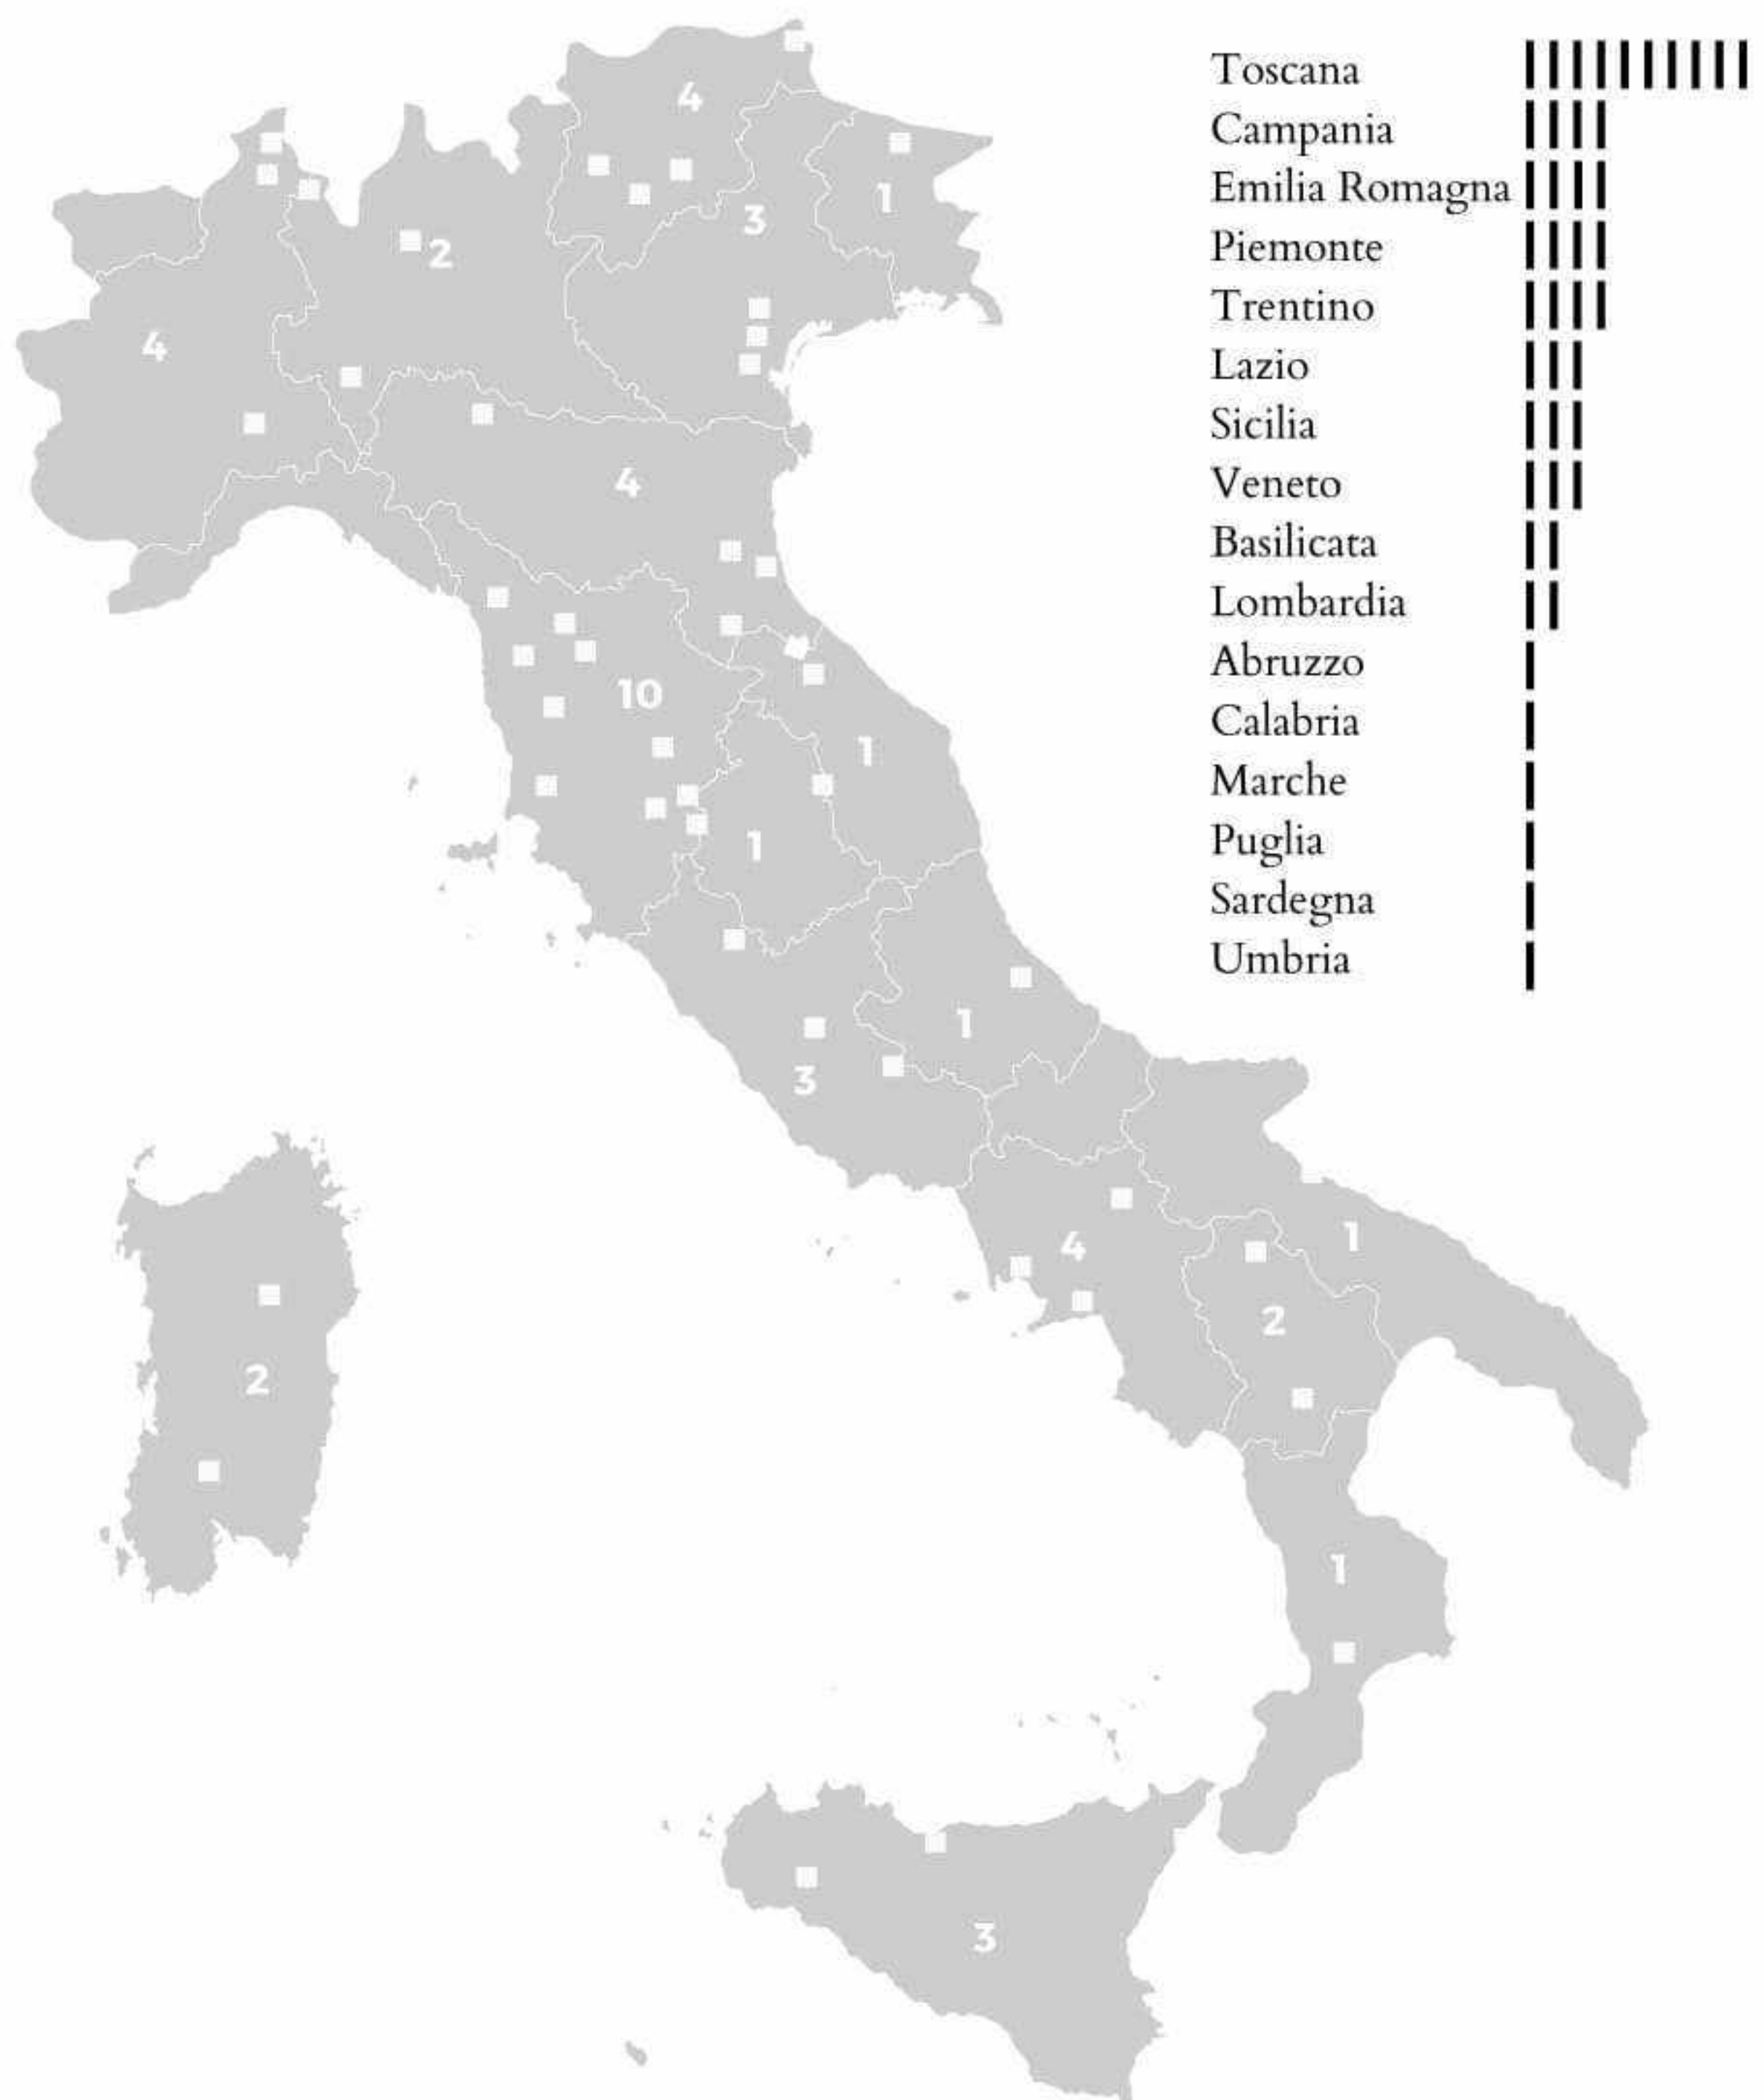 Toscana
Campania
Emilia Romagna
Piemonte
Trentino
Lazio
Sicilia
Veneto
Basilicata
Lombardia
Abruzzo
Calabria
Marche
Puglia
Sardegna
Umbria
4
1
3
2
4
4
10
1
1
1
3
1
4
2
2
1
3